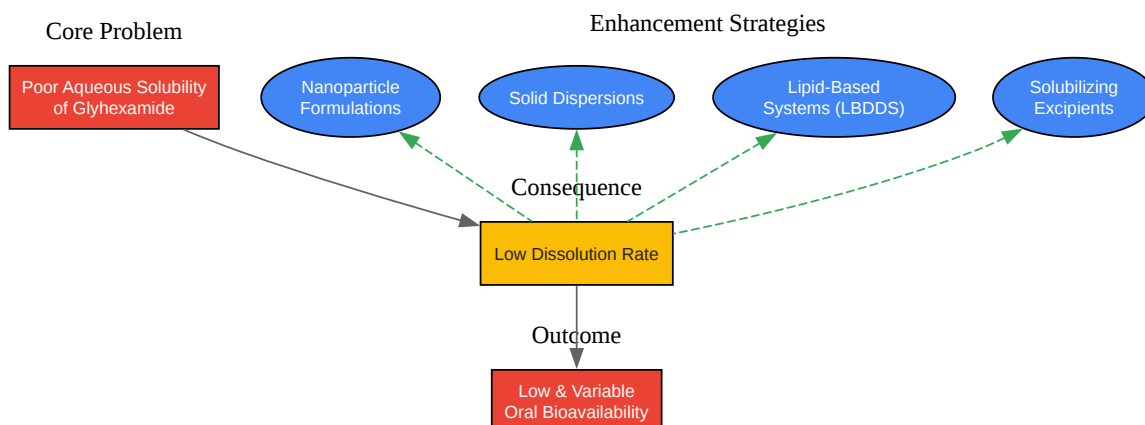 Core Problem
Enhancement Strategies
Poor Aqueous Solubility
of Glyhexamide
Nanoparticle
Formulations
Solid Dispersions
Lipid-Based
Systems (LBDDS)
Solubilizing
Excipients
Consequence
Low Dissolution Rate
Outcome
Low & Variable
Oral Bioavailability